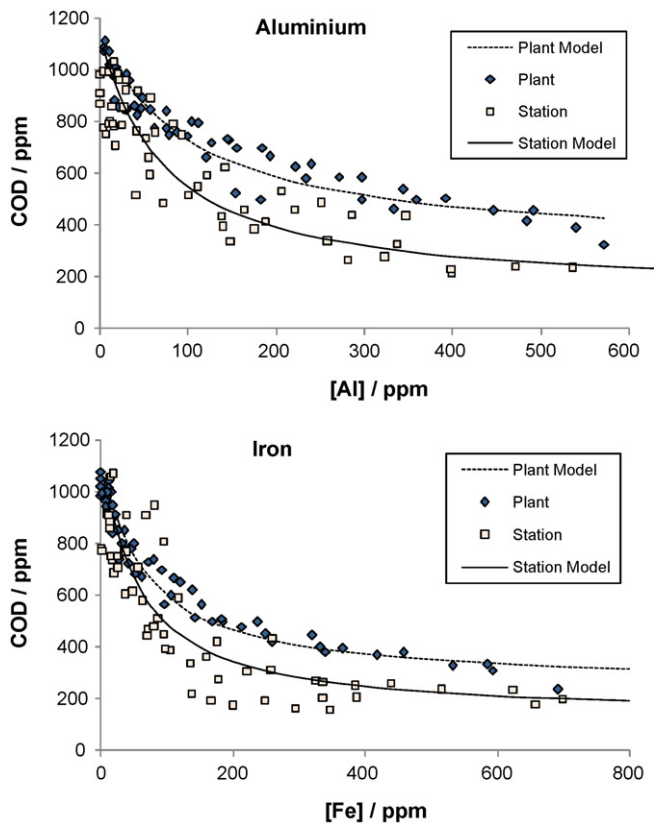 Aluminium
1200
1000
800
600
400
200
0
COD / ppm
Plant Model
Plant
Station
Station Model
0 100 200 300 400 500 600
[Al] / ppm
Iron
1200
1000
800
600
400
200
0
COD / ppm
Plant Model
Plant
Station
Station Model
0 200 400 600 800
[Fe] / ppm